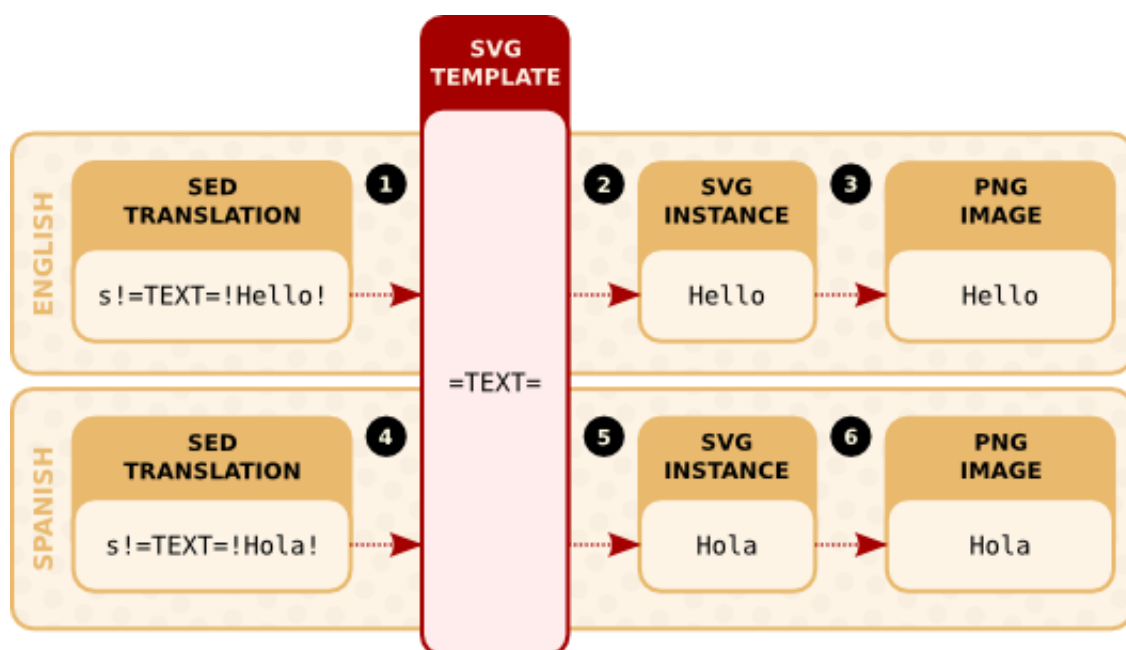 SVG
TEMPLATE
ENGLISH
SED
TRANSLATION
s!=TEXT=!Hello!
1
2
SVG
INSTANCE
Hello
3
PNG
IMAGE
Hello
=TEXT=
SPANISH
SED
TRANSLATION
s!=TEXT=!Hola!
4
5
SVG
INSTANCE
Hola
6
PNG
IMAGE
Hola